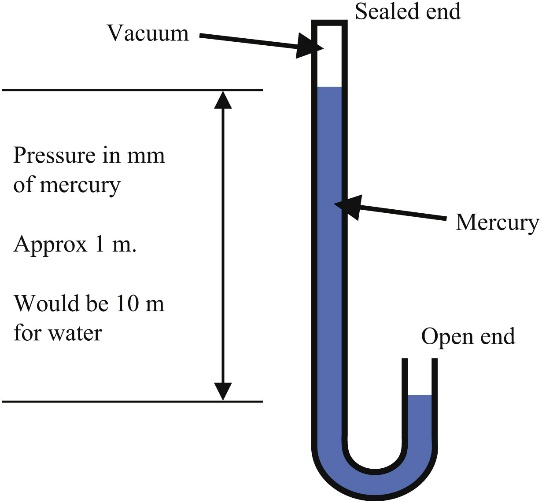 Sealed end
Vacuum
Pressure in mm
of mercury
Approx 1 m.
Mercury
Would be 10 m
for water
Open end